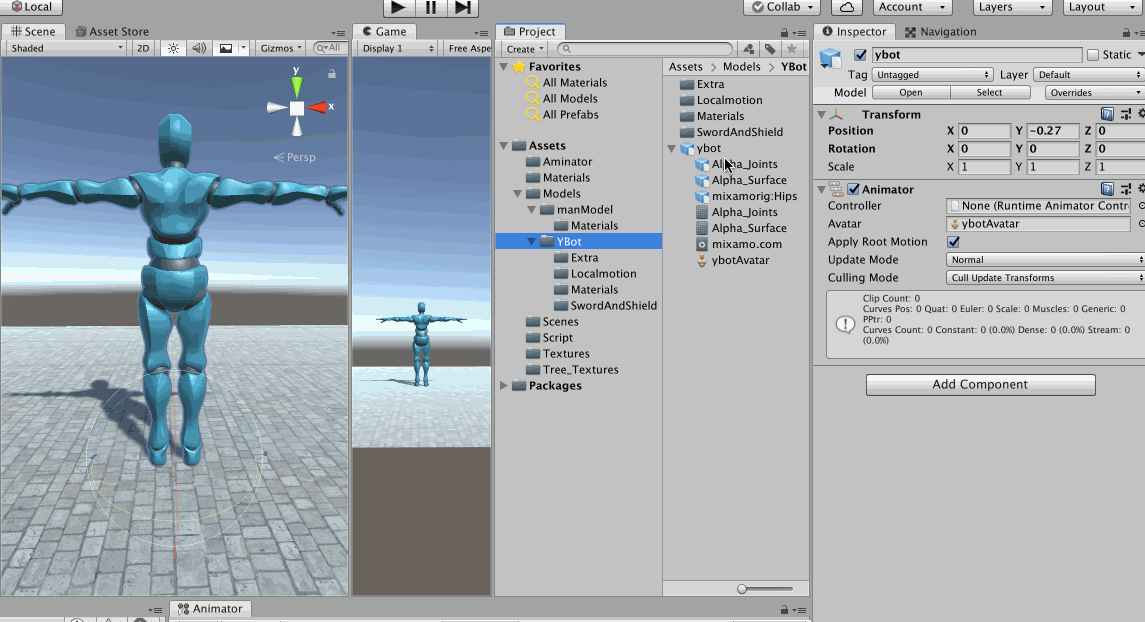 Local
Collab
Account
Layers
Layout
Scene
Asset Store
Shaded
2D
Gizmos
All
y
x
Persp
Game
Display 1
Free Aspe
Project
Create
Favorites
All Materials
All Models
All Prefabs
Assets
Aminator
Materials
Models
manModel
Materials
YBot
Extra
Localmotion
Materials
SwordAndShield
Scenes
Script
Textures
Tree_Textures
Packages
Assets > Models > YBot
Extra
Localmotion
Materials
SwordAndShield
ybot
Alpha_Joints
Alpha_Surface
mixamorig:Hips
Alpha_Joints
Alpha_Surface
mixamo.com
ybotAvatar
Inspector
Navigation
ybot
Static
Tag Untagged Layer Default
Model Open Select Overrides
Transform
Position X 0 Y -0.27 Z 0
Rotation X 0 Y 0 Z 0
Scale X 1 Y 1 Z 1
Animator
Controller None (Runtime Animator Contr
Avatar ybotAvatar
Apply Root Motion
Update Mode Normal
Culling Mode Cull Update Transforms
Clip Count: 0
Curves Pos: 0 Quat: 0 Euler: 0 Scale: 0 Muscles: 0 Generic: 0
PPtr: 0
Curves Count: 0 Constant: 0 (0.0%) Dense: 0 (0.0%) Stream: 0
(0.0%)
Add Component
Animator